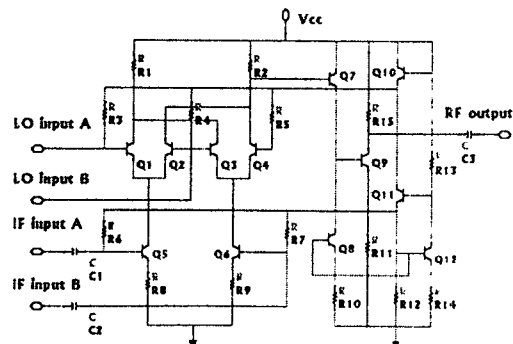 Vcc
R R1
R R2
Q7
Q10
LO input A
R R3
R R4
R R5
R R15
RF output
C C3
Q1
Q2
Q3
Q4
Q9
R13
LO input B
Q11
IF input A
R R6
R R7
C C1
Q5
Q6
Q8
R R11
Q12
IF input B
C C2
R R8
R R9
R R10
R12
R14